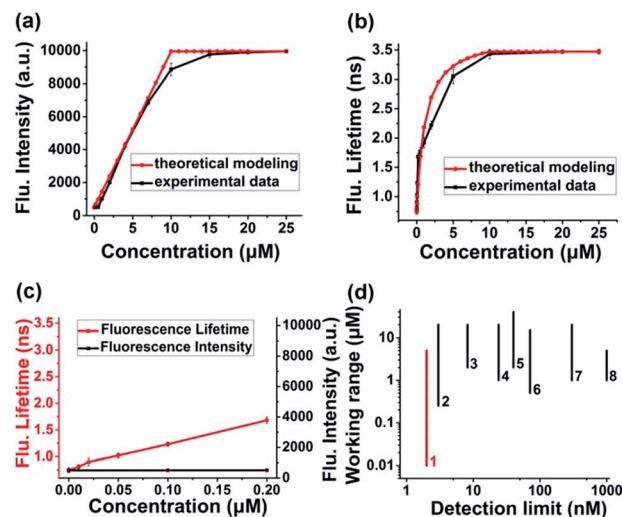 (a)
Flu. Intensity (a.u.)
10000
8000
6000
4000
2000
0
theoretical modeling
experimental data
0 5 10 15 20 25
Concentration (µM)
(b)
Flu. Lifetime (ns)
3.5
3.0
2.5
2.0
1.5
1.0
theoretical modeling
experimental data
0 5 10 15 20 25
Concentration (µM)
(c)
Flu. Lifetime (ns)
3.5
3.0
2.5
2.0
1.5
1.0
Fluorescence Lifetime
Fluorescence Intensity
10000
8000
6000
4000
2000
0
Flu. Intensity (a.u.)
0.00 0.05 0.10 0.15 0.20
Concentration (µM)
(d)
Working range (µM)
10
1
0.1
0.01
1
2
3
4
5
6
7
8
1 10 100 1000
Detection limit (nM)